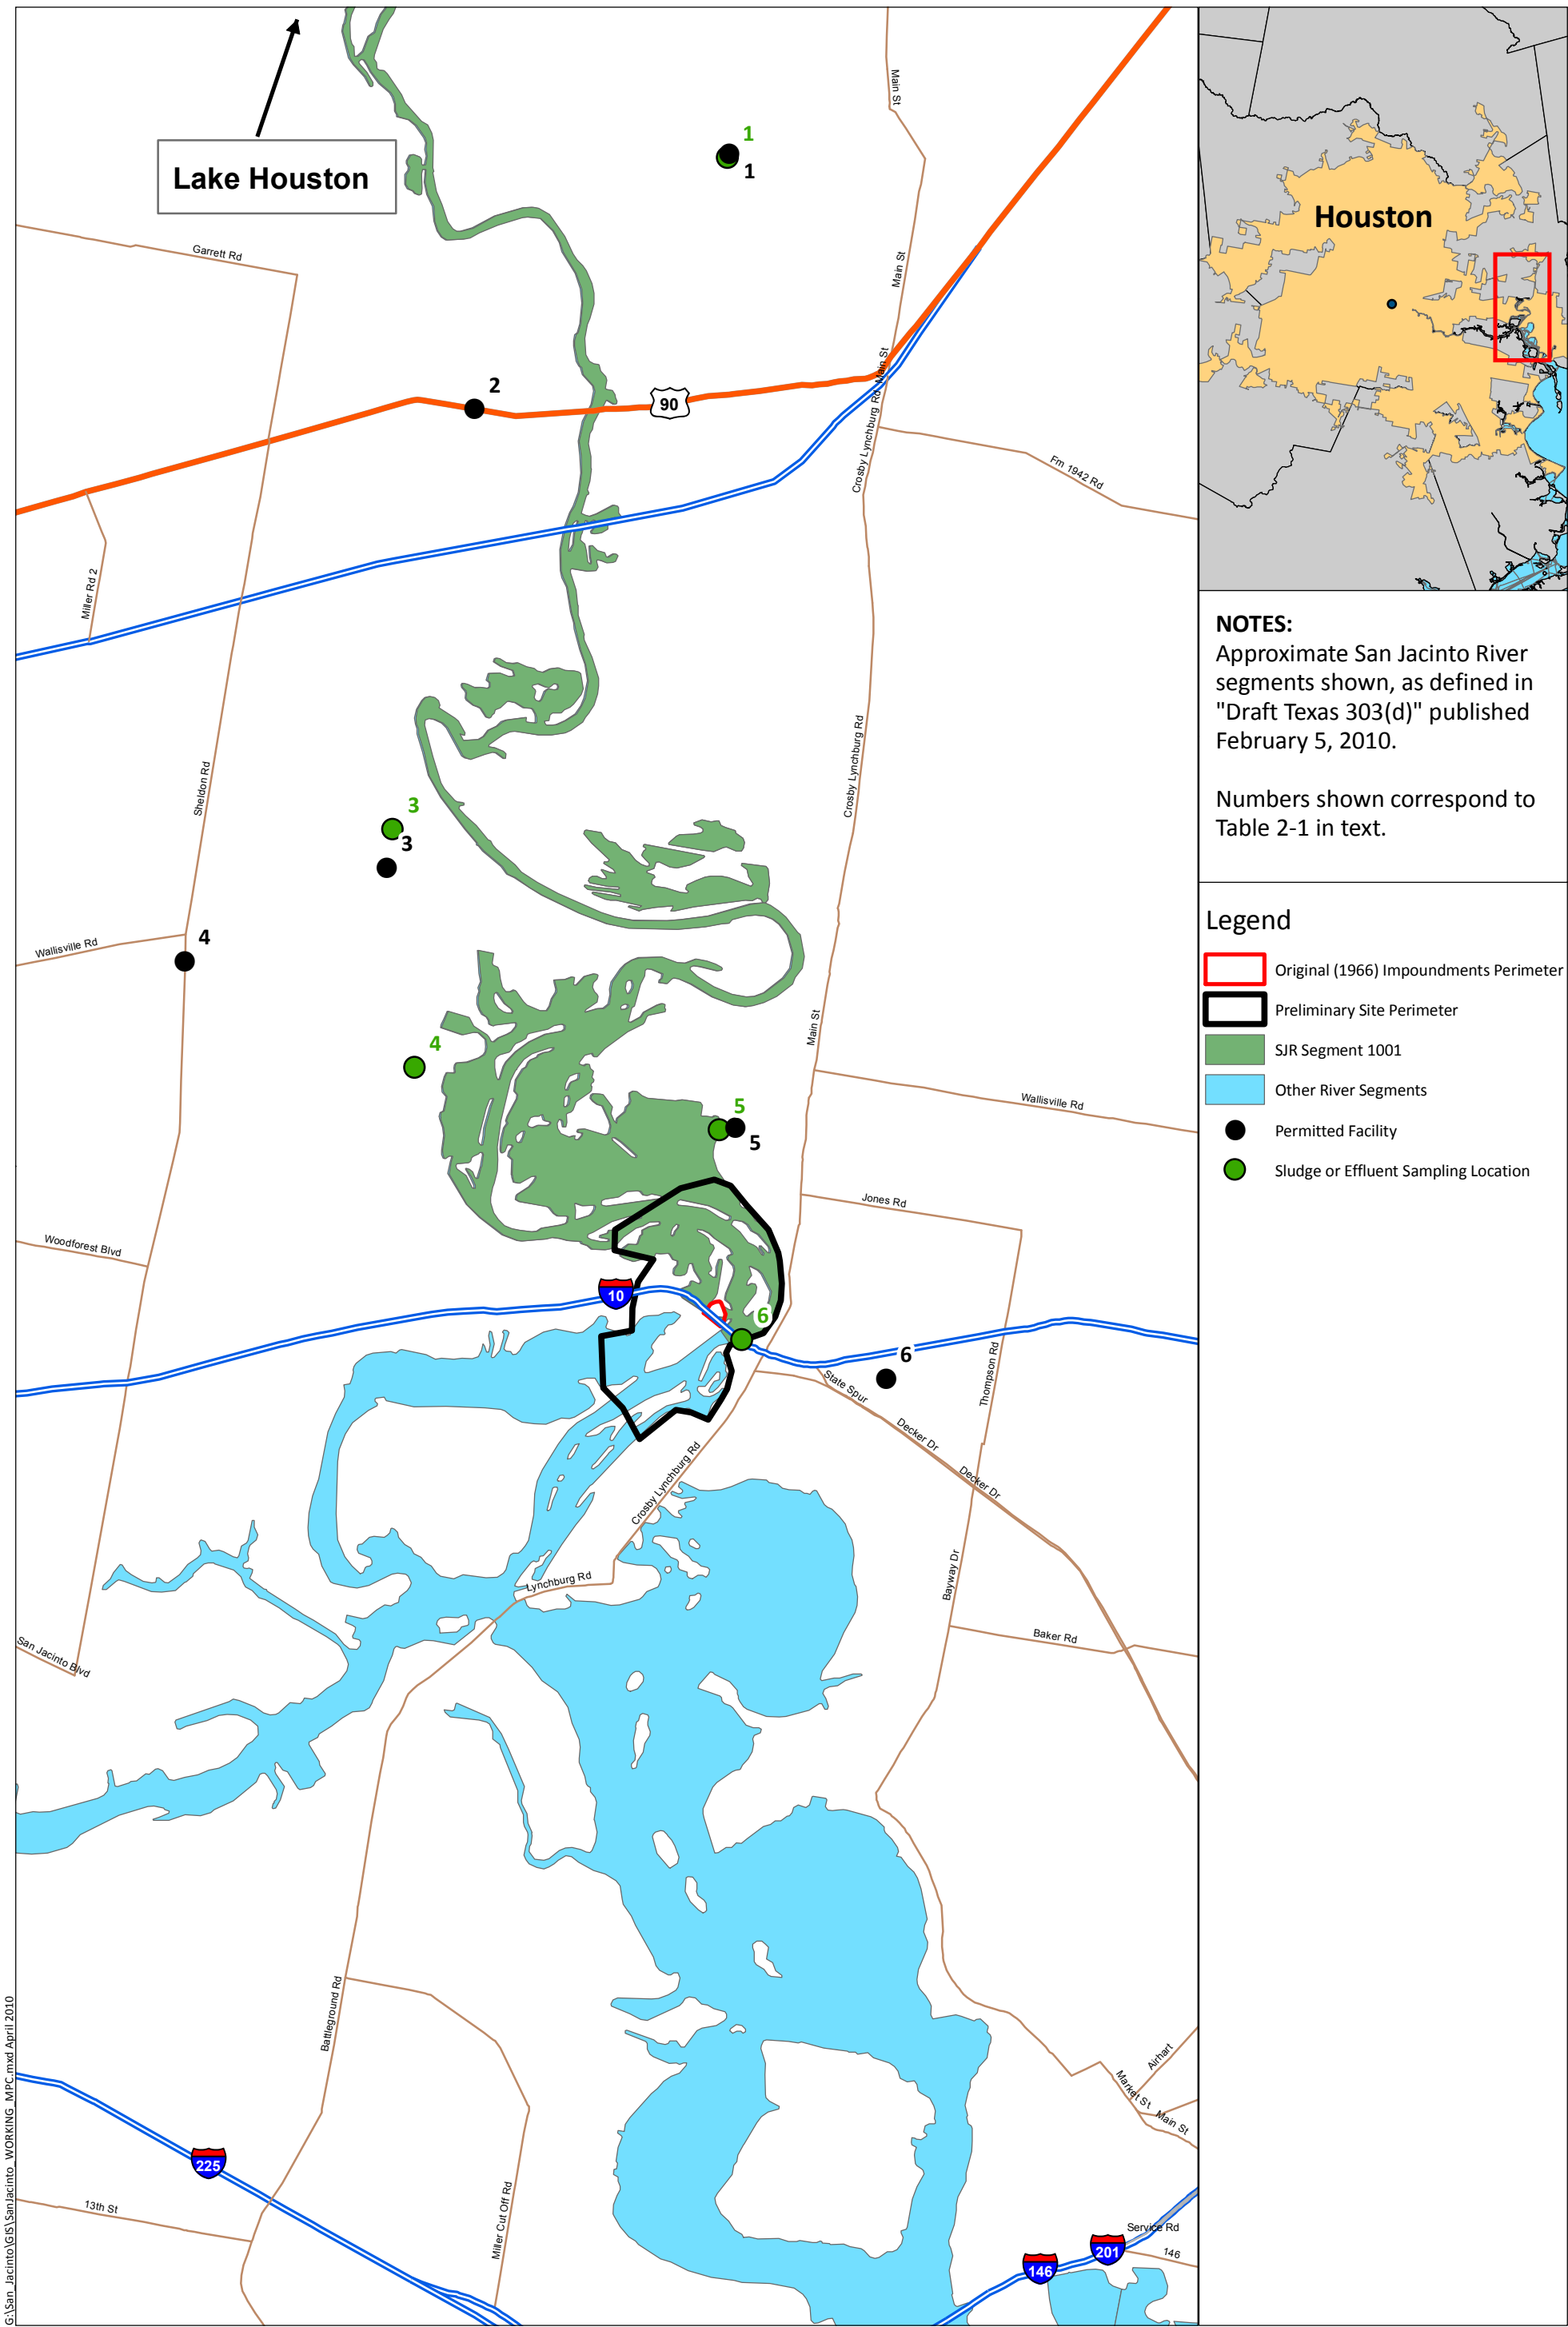 Lake Houston
1
1
Main St
Garrett Rd
Main St
Main St
Crosby Lynchburg Rd
2
90
Fm 1942 Rd
Miller Rd 2
Sheldon Rd
Crosby Lynchburg Rd
3
3
Wallisville Rd
4
4
Main St
Wallisville Rd
5
5
Jones Rd
Woodforest Blvd
10
6
6
Thompson Rd
State Spur
Decker Dr
Decker Dr
Crosby Lynchburg Rd
Lynchburg Rd
Bayway Dr
Baker Rd
San Jacinto Blvd
Battleground Rd
Airhart
Market St
Main St
225
13th St
Miller Cut Off Rd
Service Rd
201
146
146
G:\San_Jacinto\GIS\SanJacinto_WORKING_MPC.mxd April 2010
Houston
NOTES:
Approximate San Jacinto River
segments shown, as defined in
"Draft Texas 303(d)" published
February 5, 2010.
Numbers shown correspond to
Table 2-1 in text.
Legend
Original (1966) Impoundments Perimeter
Preliminary Site Perimeter
SJR Segment 1001
Other River Segments
Permitted Facility
Sludge or Effluent Sampling Location